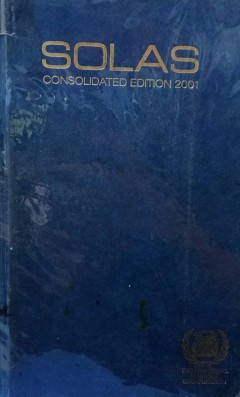 SOLAS
CONSOLIDATED EDITION 2001